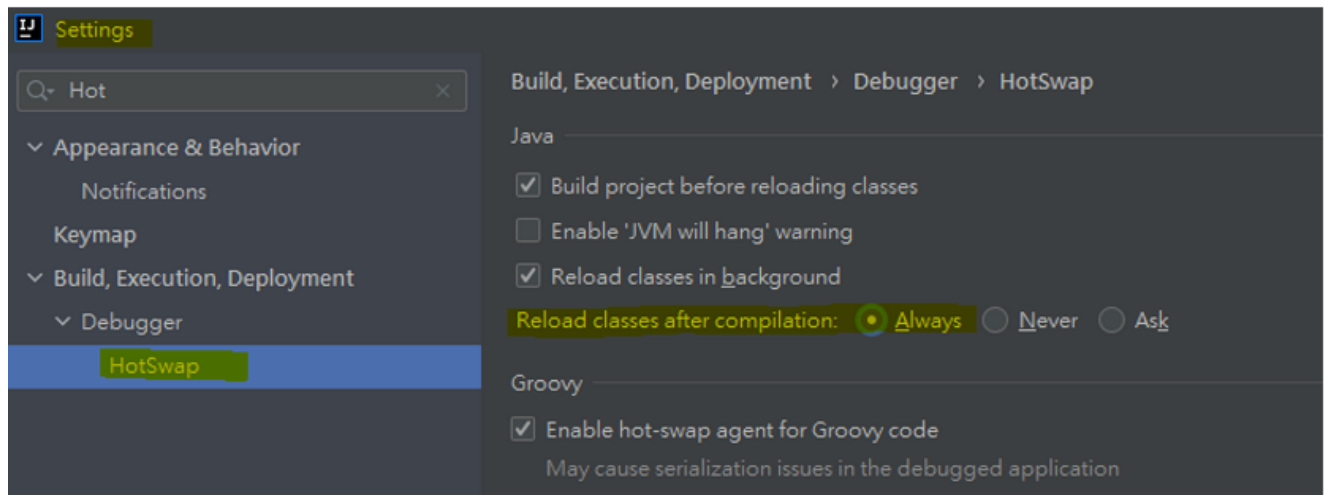 IJ Settings
Hot
Appearance & Behavior
Notifications
Keymap
Build, Execution, Deployment
Debugger
HotSwap
Build, Execution, Deployment › Debugger › HotSwap
Java
Build project before reloading classes
Enable 'JVM will hang' warning
Reload classes in background
Reload classes after compilation: Always Never Ask
Groovy
Enable hot-swap agent for Groovy code
May cause serialization issues in the debugged application